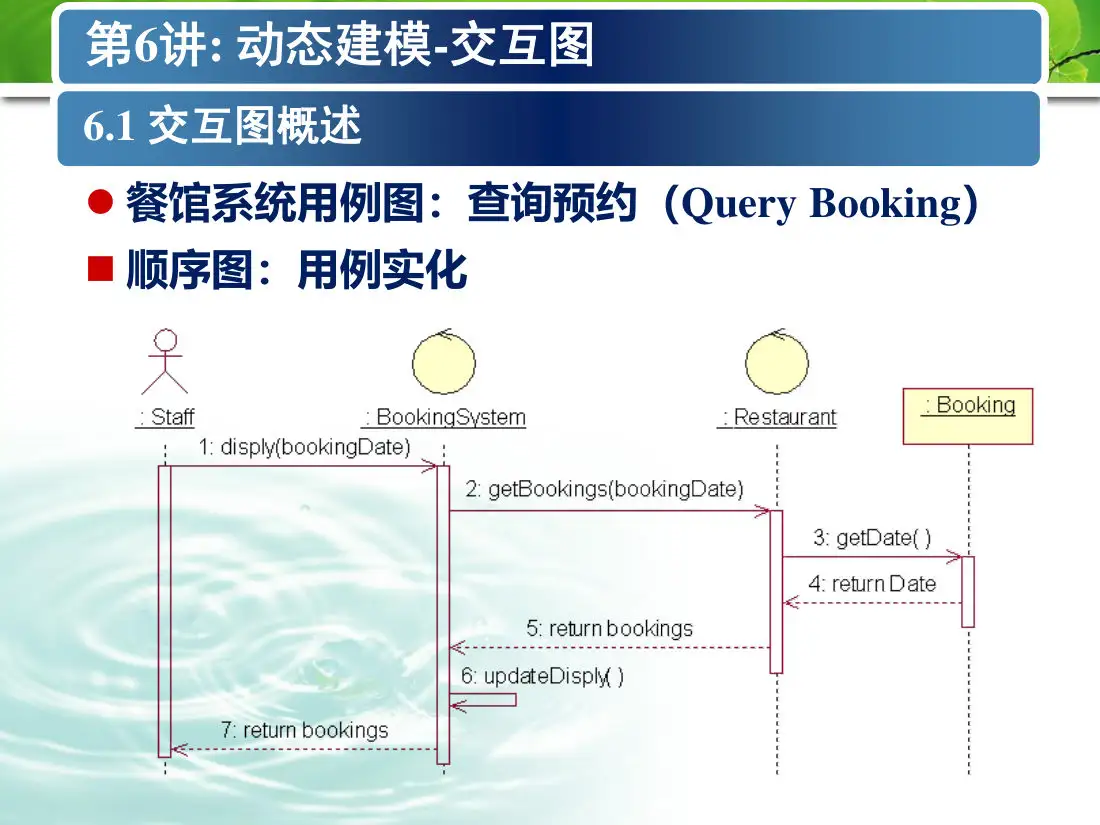 第6讲: 动态建模-交互图
6.1 交互图概述
餐馆系统用例图：查询预约（Query Booking）
顺序图：用例实化
: Staff
: BookingSystem
: Restaurant
: Booking
1: disply(bookingDate)
2: getBookings(bookingDate)
3: getDate( )
4: return Date
5: return bookings
6: updateDisply( )
7: return bookings